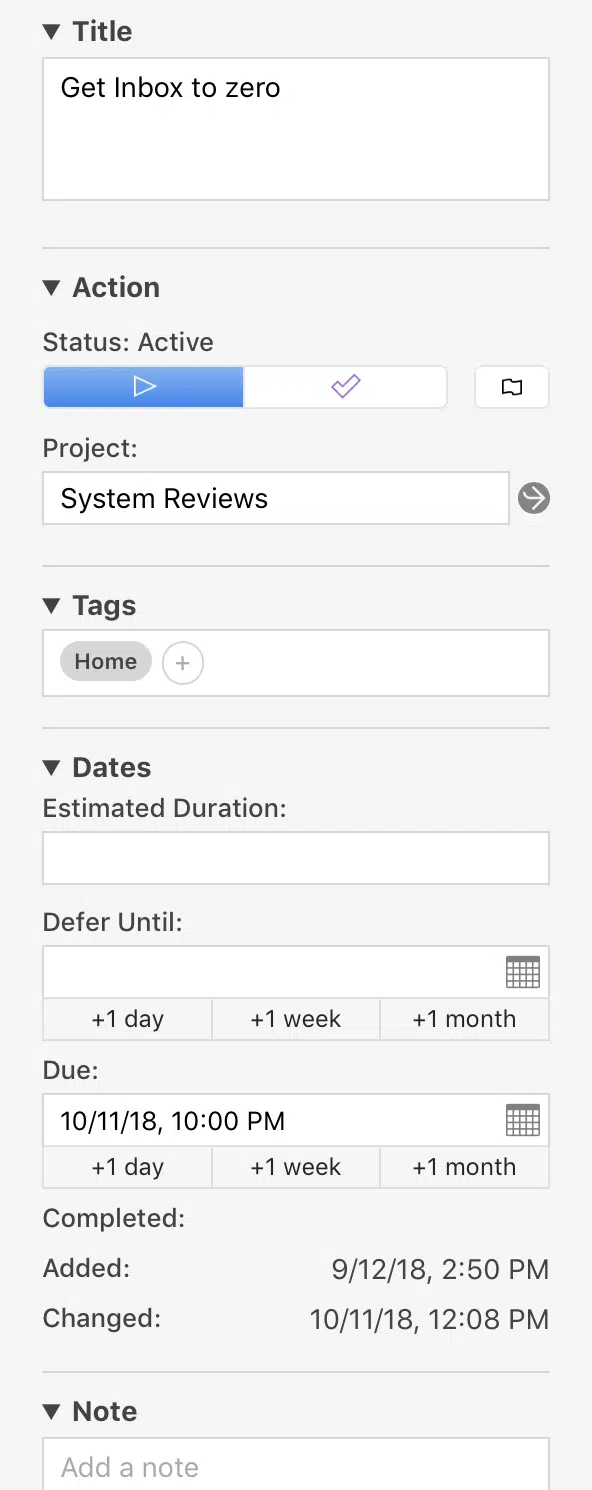 Title
Get Inbox to zero
Action
Status: Active
Project:
System Reviews
Tags
Home +
Dates
Estimated Duration:
Defer Until:
+1 day +1 week +1 month
Due:
10/11/18, 10:00 PM
+1 day +1 week +1 month
Completed:
Added: 9/12/18, 2:50 PM
Changed: 10/11/18, 12:08 PM
Note
Add a note